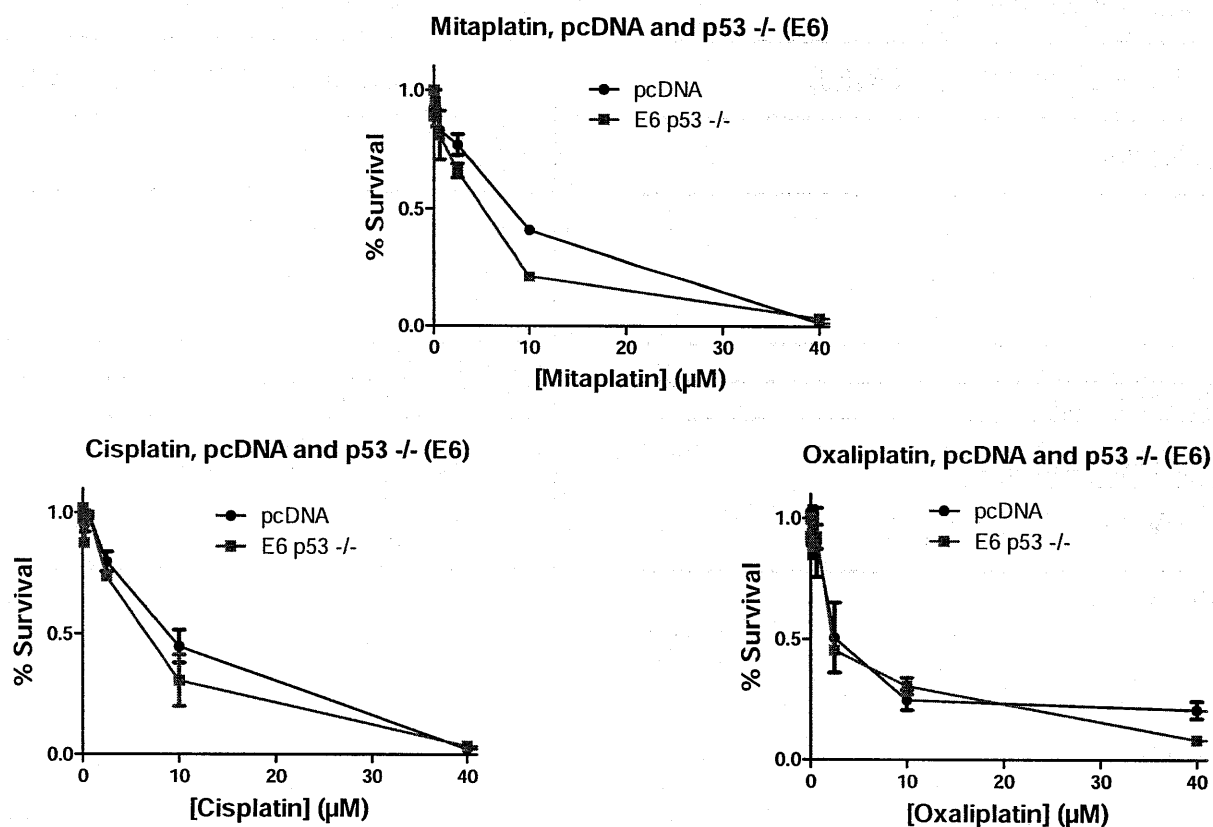 Mitaplatin, pcDNA and p53 -/- (E6)
pcDNA
E6 p53 -/-
% Survival
1.0
0.5
0.0
0
10
20
30
40
[Mitaplatin] (µM)
Cisplatin, pcDNA and p53 -/- (E6)
pcDNA
E6 p53 -/-
% Survival
1.0
0.5
0.0
0
10
20
30
40
[Cisplatin] (µM)
Oxaliplatin, pcDNA and p53 -/- (E6)
pcDNA
E6 p53 -/-
% Survival
1.0
0.5
0.0
0
10
20
30
40
[Oxaliplatin] (µM)